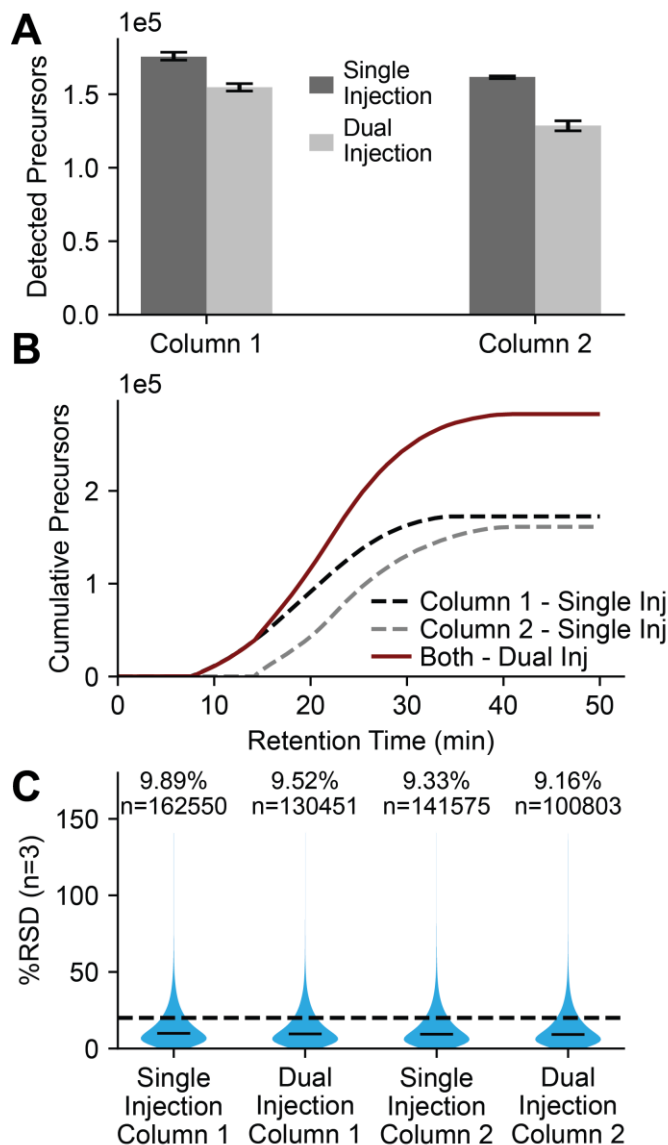 A
1e5
Detected Precursors
1.5
1.0
0.5
0.0
Single
Injection
Dual
Injection
Column 1
Column 2
B
1e5
Cumulative Precursors
2
1
0
Column 1 - Single Inj
Column 2 - Single Inj
Both - Dual Inj
0
10
20
30
40
50
Retention Time (min)
C
%RSD (n=3)
150
100
50
0
9.89%
n=162550
9.52%
n=130451
9.33%
n=141575
9.16%
n=100803
Single
Injection
Column 1
Dual
Injection
Column 1
Single
Injection
Column 2
Dual
Injection
Column 2